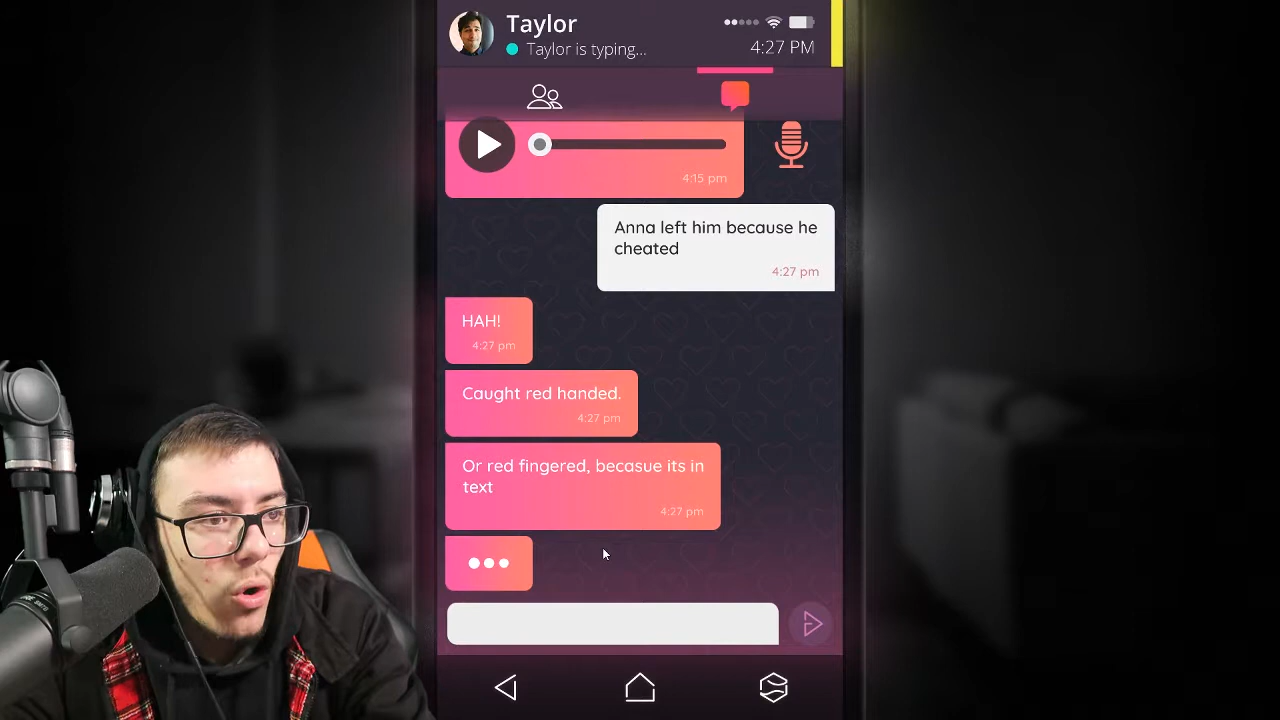 Taylor
Taylor is typing...
4:27 PM
4:15 pm
Anna left him because he
cheated
4:27 pm
HAH!
4:27 pm
Caught red handed.
4:27 pm
Or red fingered, becasue its in
text
4:27 pm